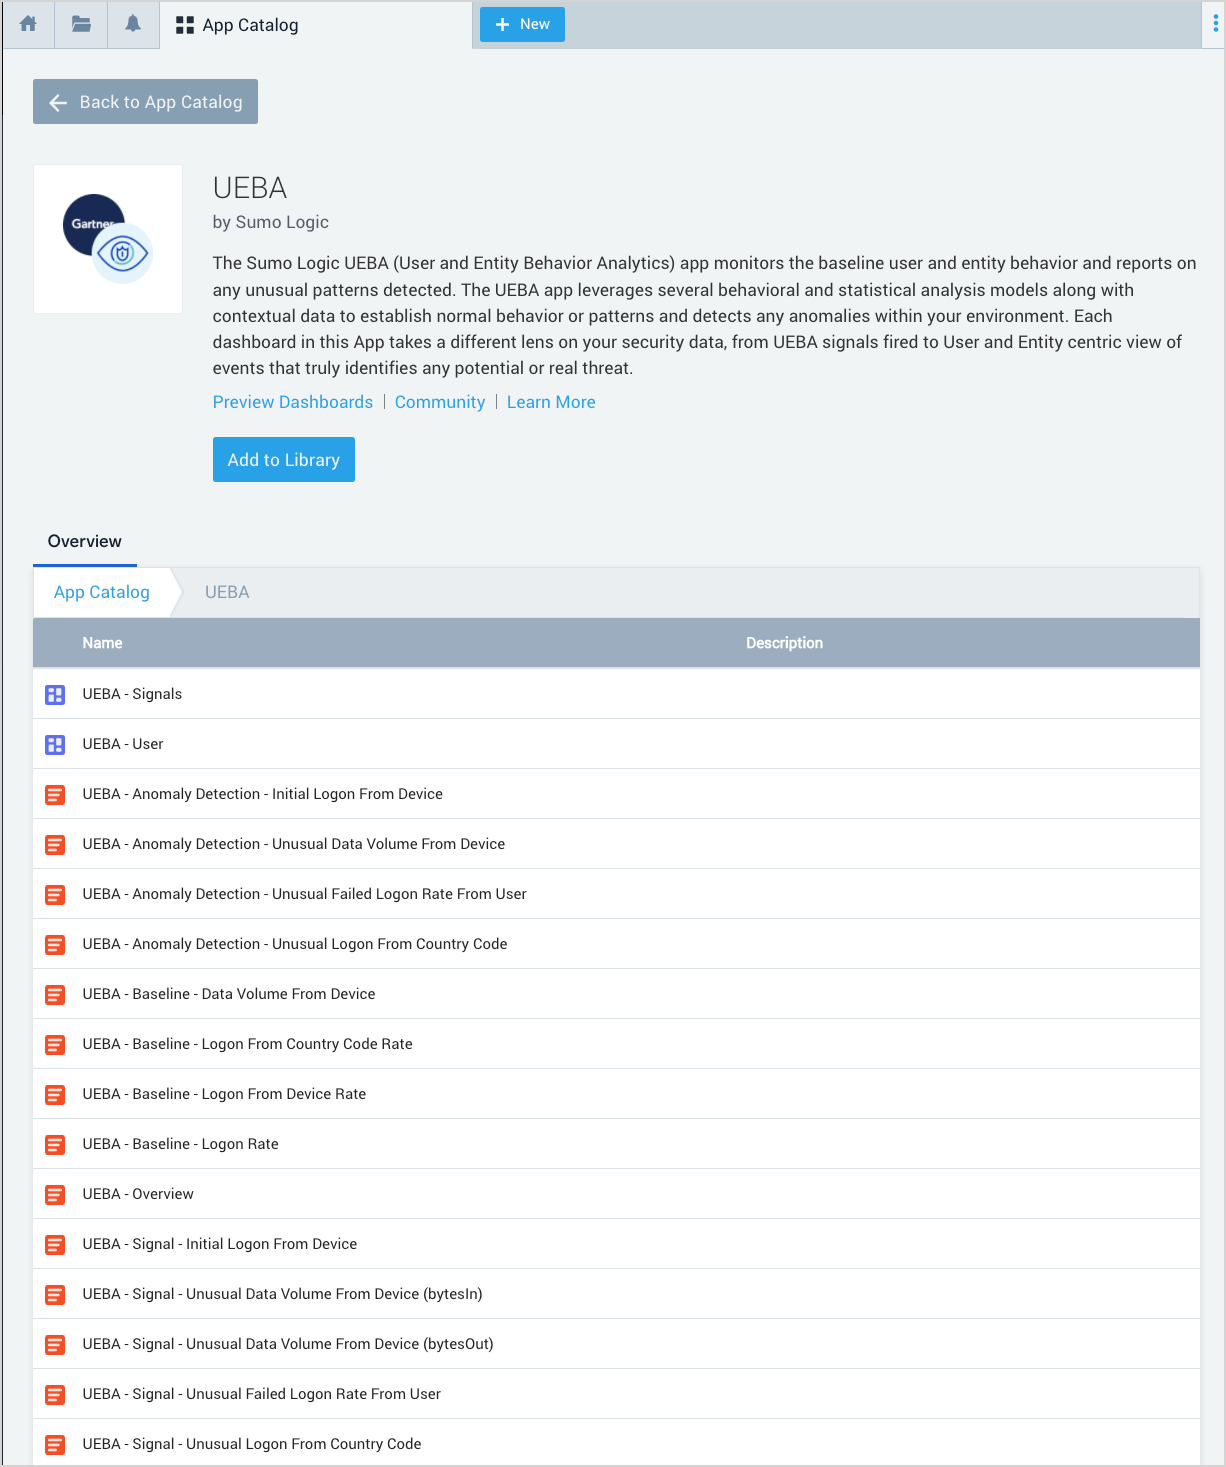 App Catalog
New
Back to App Catalog
Gartner
UEBA
by Sumo Logic
The Sumo Logic UEBA (User and Entity Behavior Analytics) app monitors the baseline user and entity behavior and reports on
any unusual patterns detected. The UEBA app leverages several behavioral and statistical analysis models along with
contextual data to establish normal behavior or patterns and detects any anomalies within your environment. Each
dashboard in this App takes a different lens on your security data, from UEBA signals fired to User and Entity centric view of
events that truly identifies any potential or real threat.
Preview Dashboards | Community | Learn More
Add to Library
Overview
App Catalog UEBA
Name Description
UEBA - Signals
UEBA - User
UEBA - Anomaly Detection - Initial Logon From Device
UEBA - Anomaly Detection - Unusual Data Volume From Device
UEBA - Anomaly Detection - Unusual Failed Logon Rate From User
UEBA - Anomaly Detection - Unusual Logon From Country Code
UEBA - Baseline - Data Volume From Device
UEBA - Baseline - Logon From Country Code Rate
UEBA - Baseline - Logon From Device Rate
UEBA - Baseline - Logon Rate
UEBA - Overview
UEBA - Signal - Initial Logon From Device
UEBA - Signal - Unusual Data Volume From Device (bytesIn)
UEBA - Signal - Unusual Data Volume From Device (bytesOut)
UEBA - Signal - Unusual Failed Logon Rate From User
UEBA - Signal - Unusual Logon From Country Code